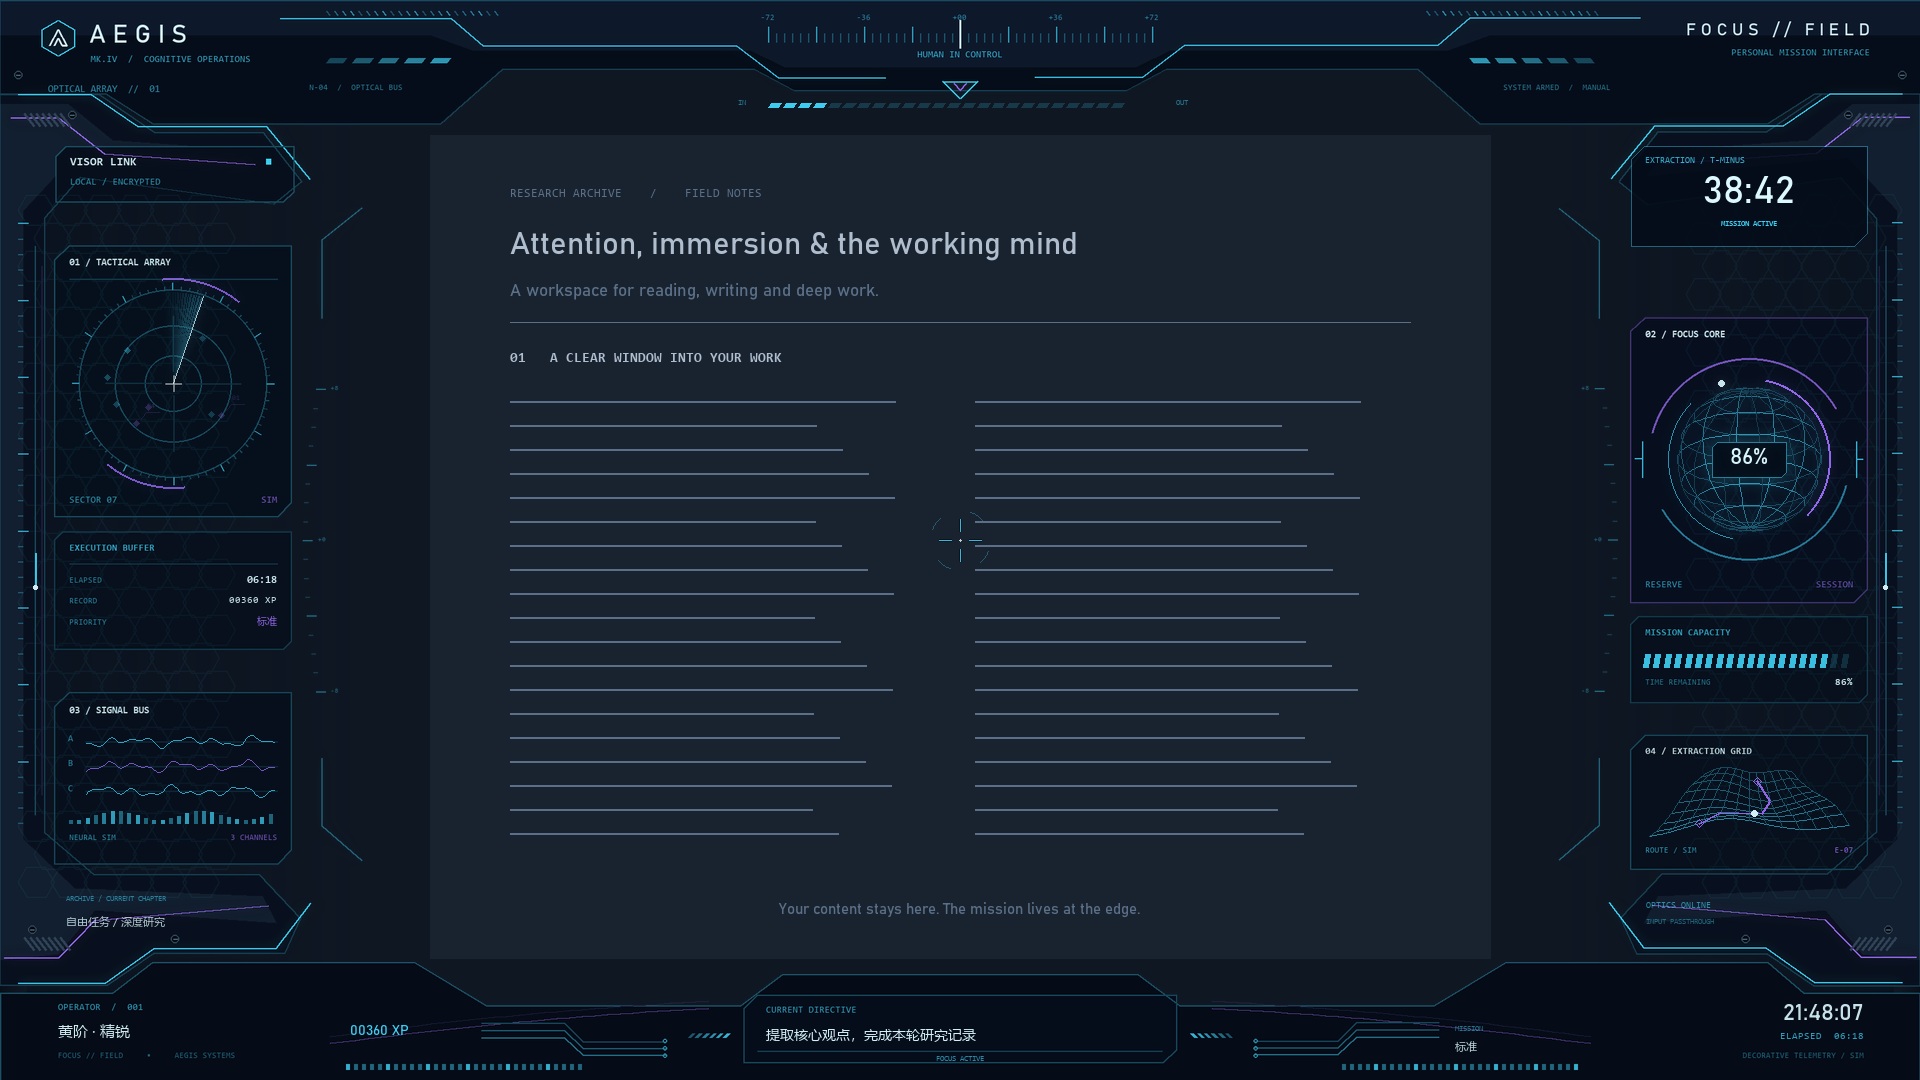 AEGIS
MK.IV / COGNITIVE OPERATIONS
OPTICAL ARRAY // 01
N-04 / OPTICAL BUS
-72 -36 +00 +36 +72
HUMAN IN CONTROL
IN OUT
FOCUS // FIELD
PERSONAL MISSION INTERFACE
SYSTEM ARMED / MANUAL
VISOR LINK
LOCAL / ENCRYPTED
01 / TACTICAL ARRAY
SECTOR 07 SIM
EXECUTION BUFFER
ELAPSED 06:18
RECORD 00360 XP
PRIORITY 标准
03 / SIGNAL BUS
A
B
C
NEURAL SIM 3 CHANNELS
ARCHIVE / CURRENT CHAPTER
自由任务 / 深度研究
RESEARCH ARCHIVE / FIELD NOTES
Attention, immersion & the working mind
A workspace for reading, writing and deep work.
01 A CLEAR WINDOW INTO YOUR WORK
Your content stays here. The mission lives at the edge.
EXTRACTION / T-MINUS
38:42
MISSION ACTIVE
02 / FOCUS CORE
86%
RESERVE SESSION
MISSION CAPACITY
TIME REMAINING 86%
04 / EXTRACTION GRID
ROUTE / SIM E-07
OPTICS ONLINE
INPUT PASSTHROUGH
OPERATOR / 001
黄阶 · 精锐
FOCUS // FIELD • AEGIS SYSTEMS
00360 XP
CURRENT DIRECTIVE
提取核心观点，完成本轮研究记录
FOCUS ACTIVE
MISSION
标准
21:48:07
ELAPSED 06:18
DECORATIVE TELEMETRY / SIM